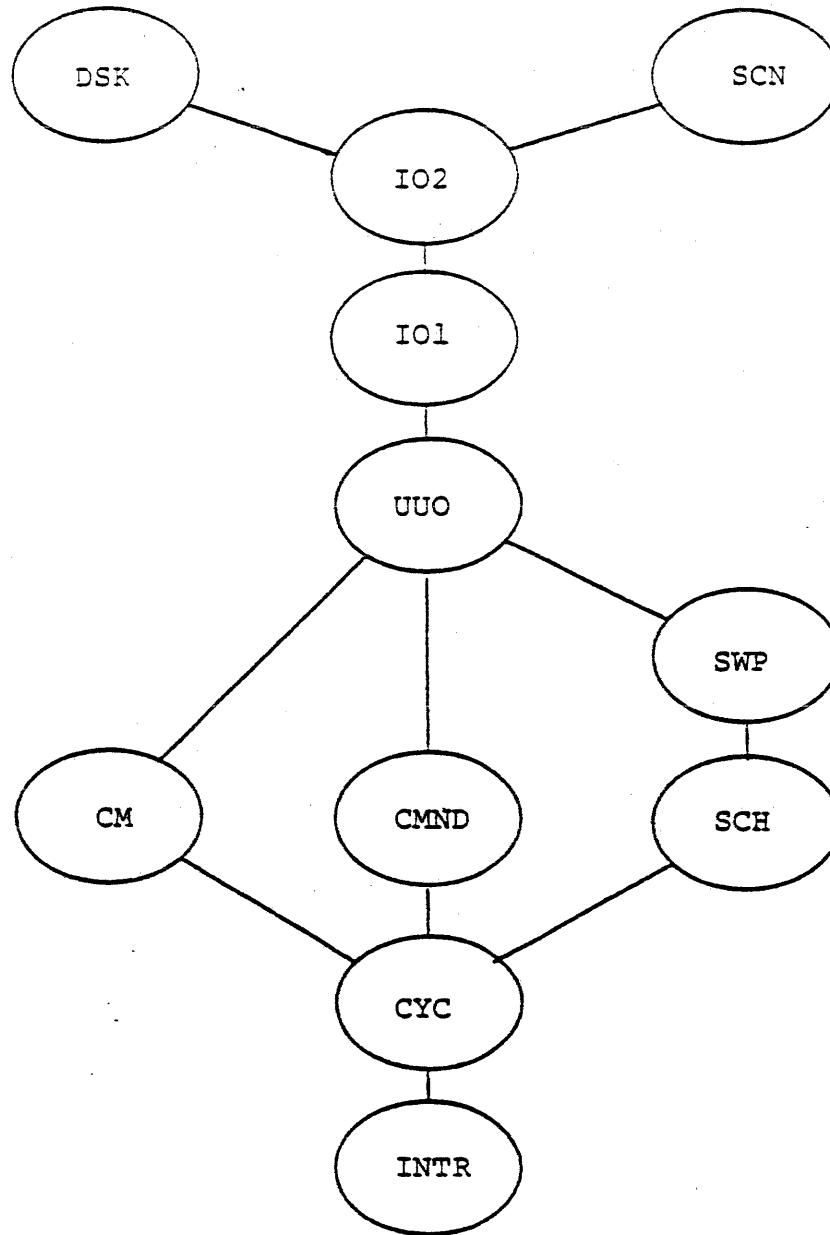 DSK
SCN
IO2
IO1
UUO
SWP
CM
CMND
SCH
CYC
INTR